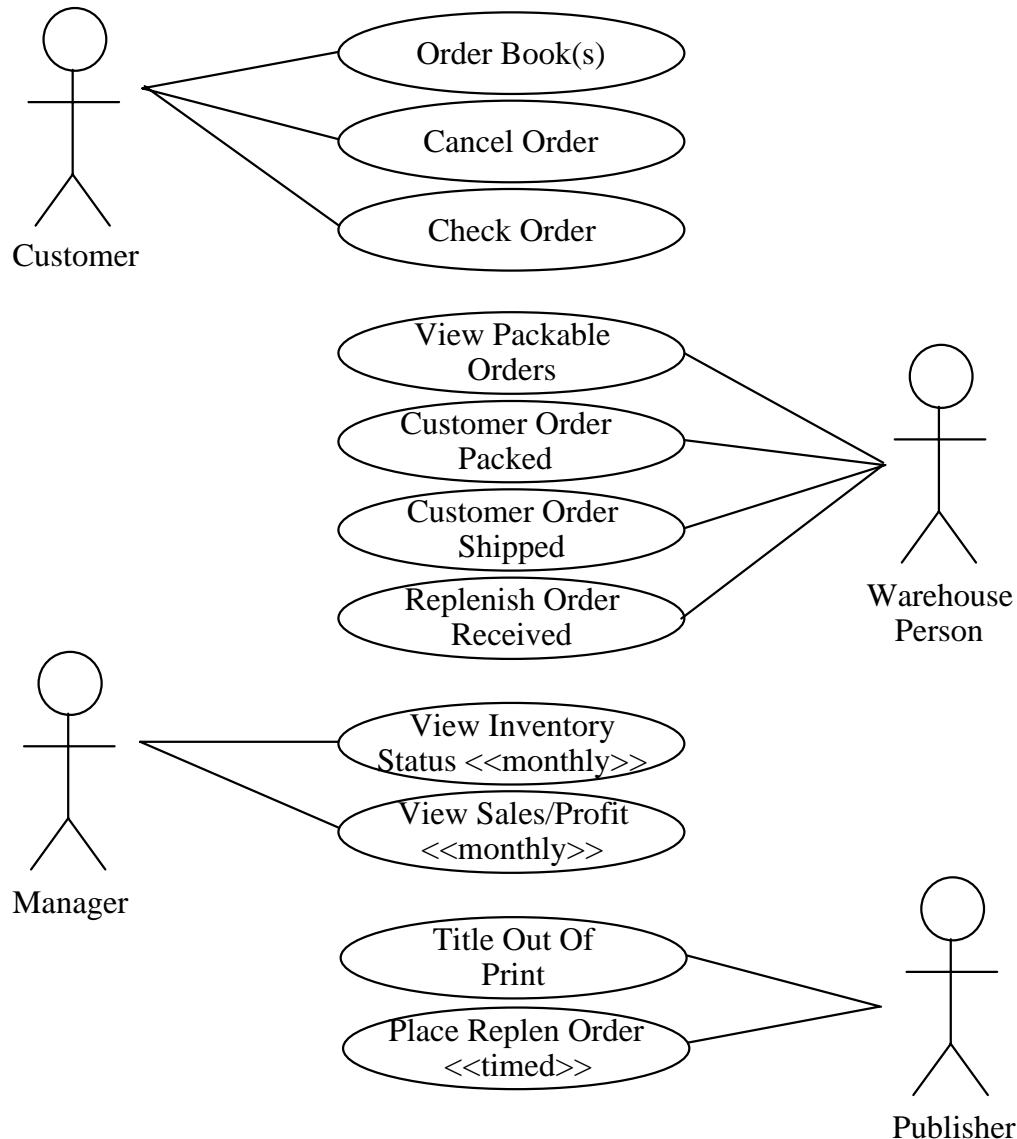 Order Book(s)
Cancel Order
Check Order
Customer
View Packable
Orders
Customer Order
Packed
Customer Order
Shipped
Replenish Order
Received
Warehouse
Person
View Inventory
Status <<monthly>>
View Sales/Profit
<<monthly>>
Manager
Title Out Of
Print
Place Replen Order
<<timed>>
Publisher